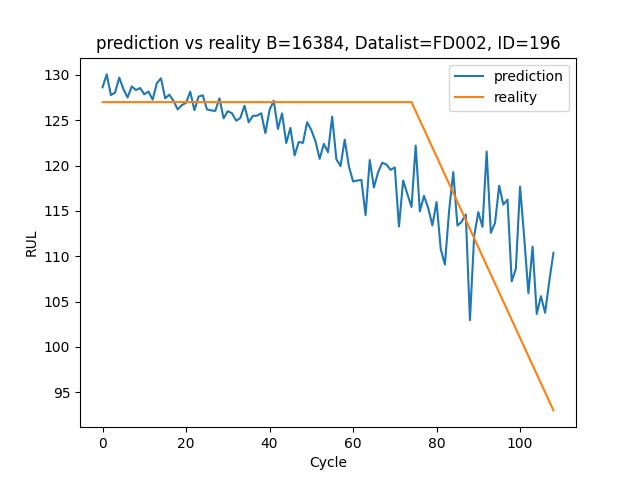 prediction vs reality B=16384, Datalist=FD002, ID=196
prediction
reality
130
125
120
115
110
105
100
95
RUL
0 20 40 60 80 100
Cycle